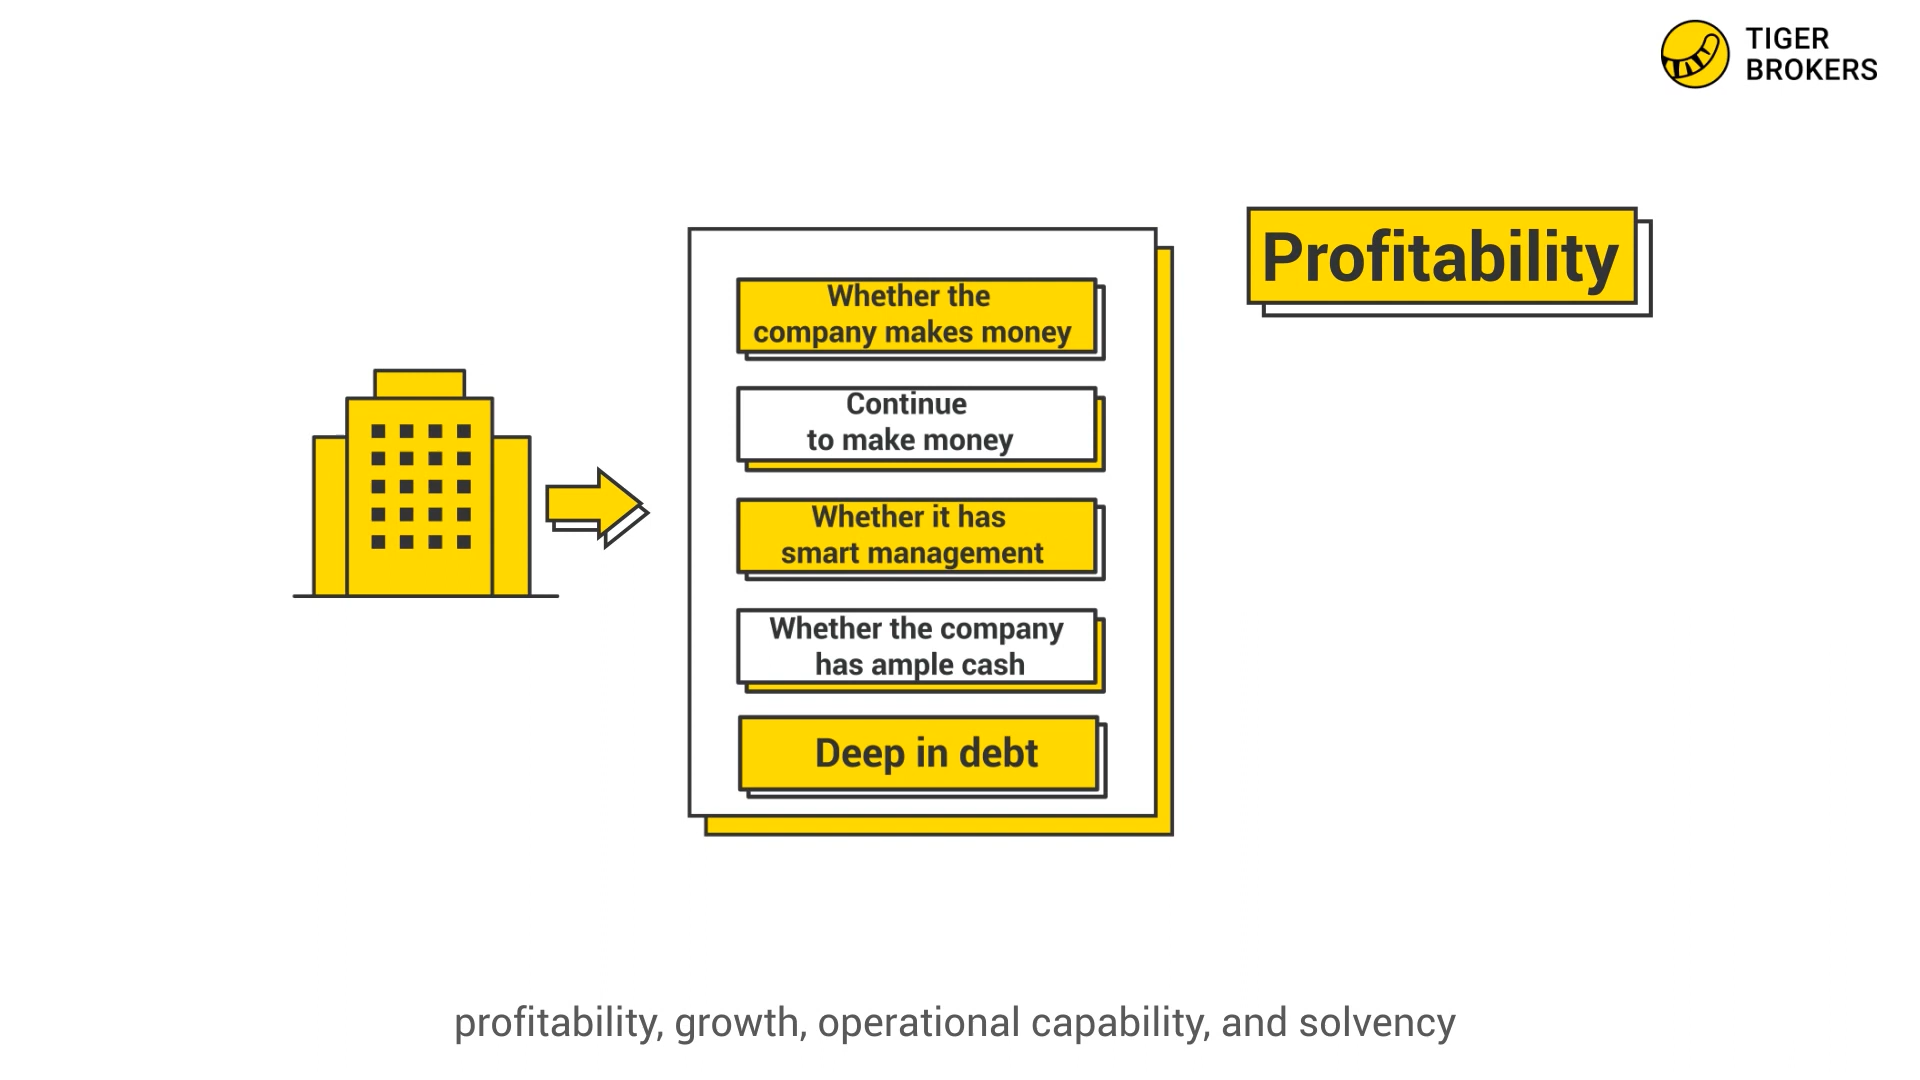 TIGER
BROKERS
Profitability
Whether the
company makes money
Continue
to make money
Whether it has
smart management
Whether the company
has ample cash
Deep in debt
profitability, growth, operational capability, and solvency